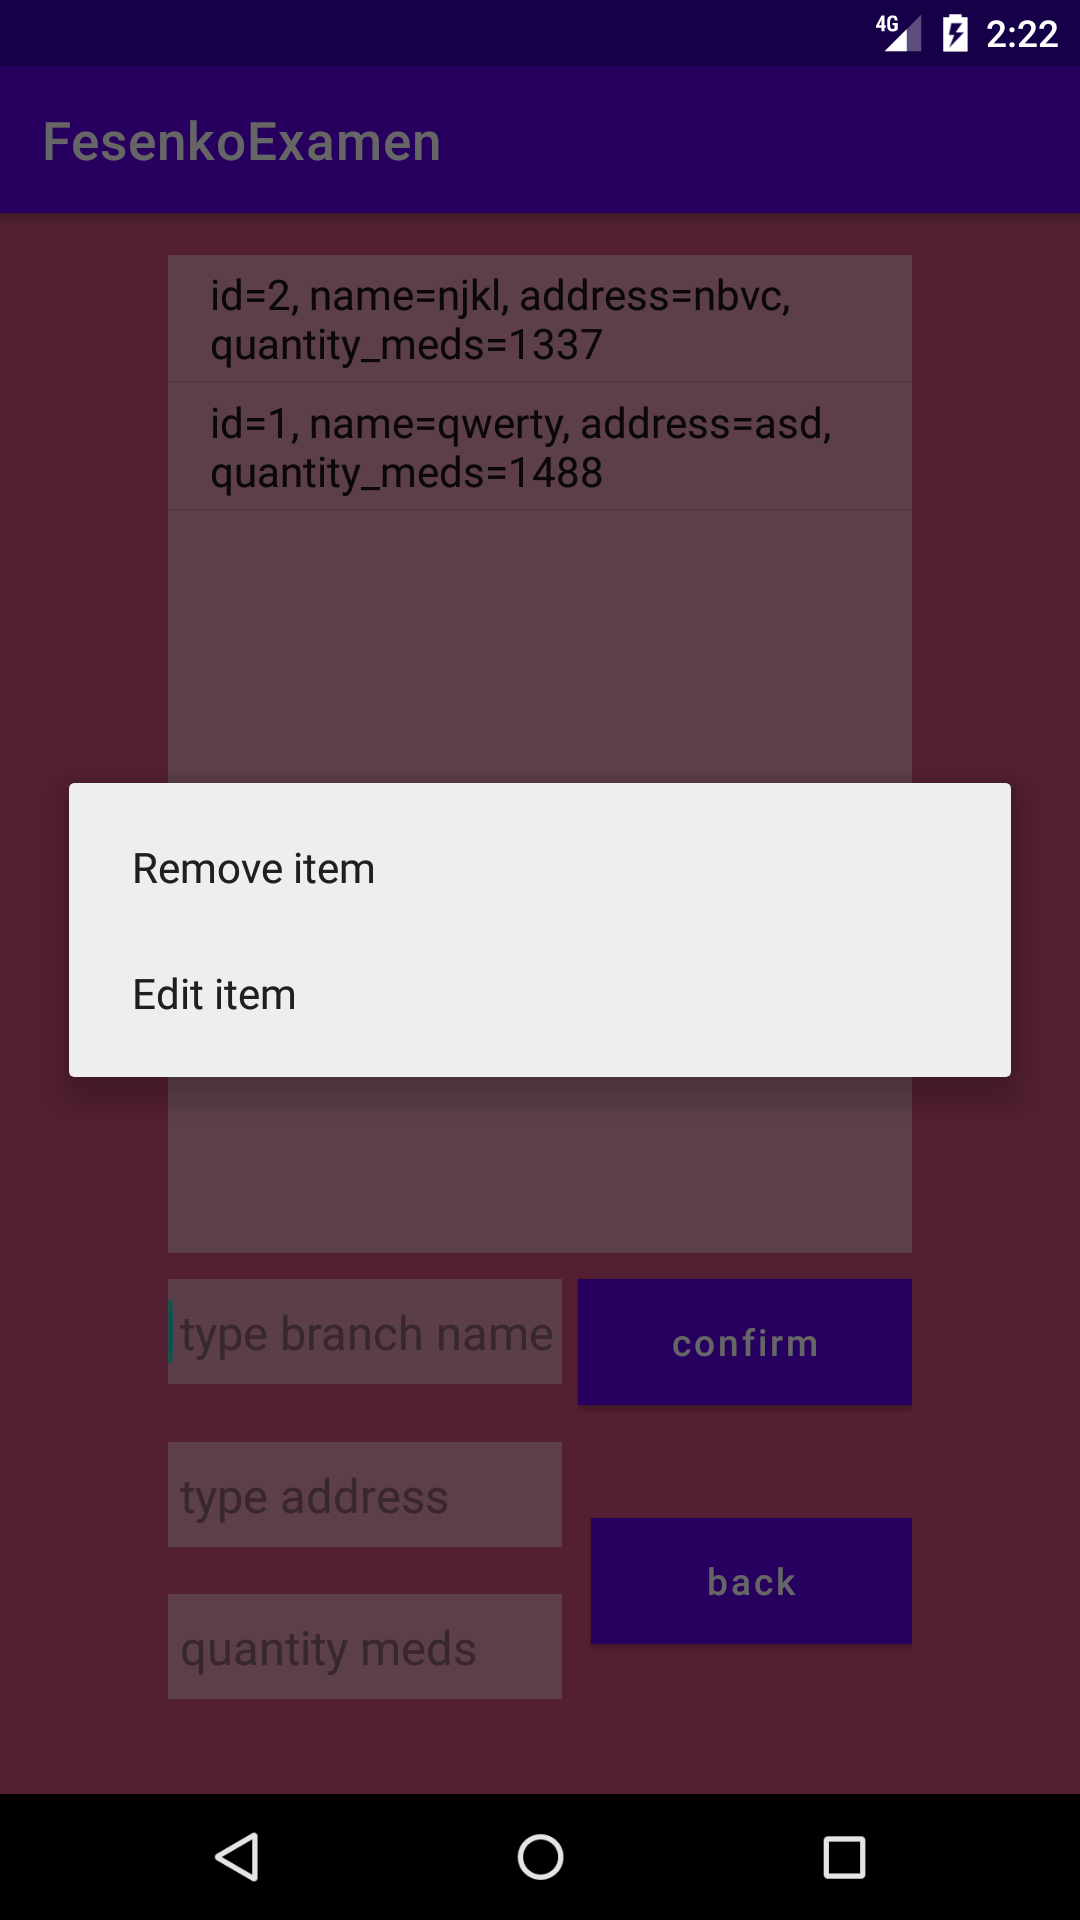 4G 2:22
FesenkoExamen
id=2, name=njkl, address=nbvc,
quantity_meds=1337
id=1, name=qwerty, address=asd,
quantity_meds=1488
Remove item
Edit item
type branch name
confirm
type address
back
quantity meds